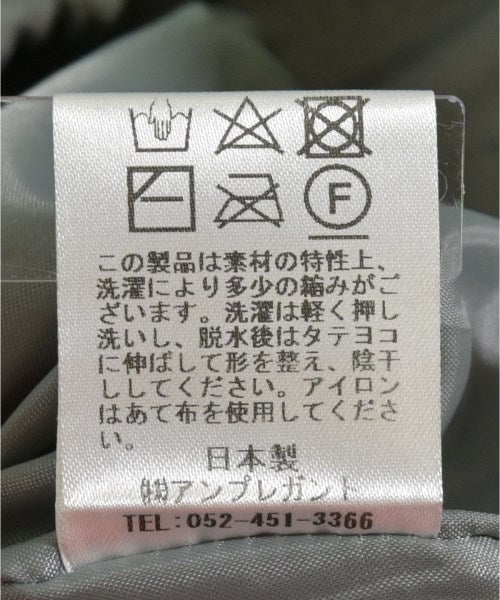 F
この製品は素材の特性上、
洗濯により多少の縮みがご
ざいます。洗濯は軽く押し
洗いし、脱水後はタテヨコ
に伸ばして形を整え、陰干
ししてください。アイロン
はあて布を使用してくださ
い。
日本製
㈱アンプレガント
TEL:052-451-3366